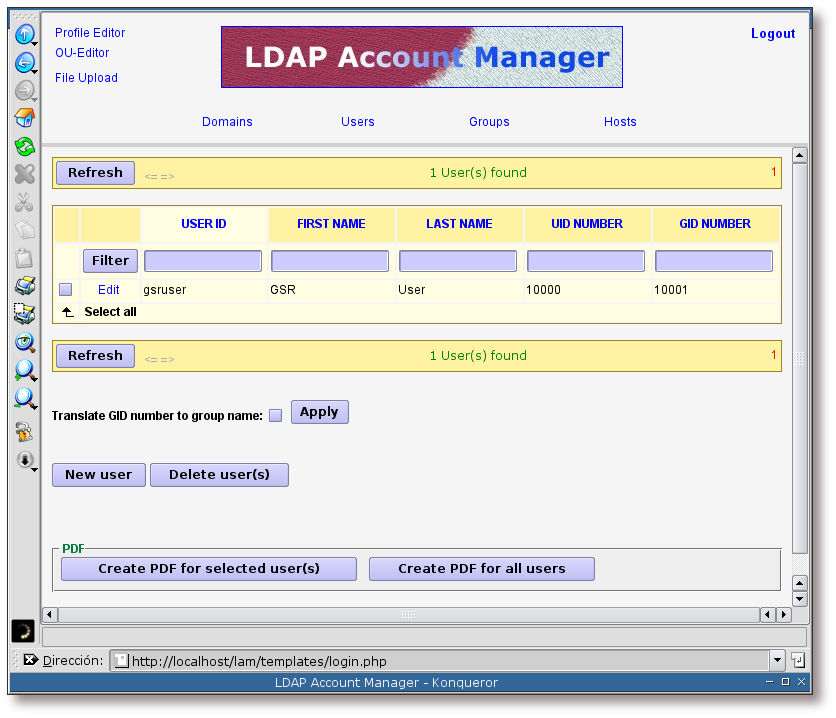 Profile Editor
OU-Editor
File Upload
LDAP Account Manager
Logout
Domains Users Groups Hosts
Refresh <= => 1 User(s) found 1
USER ID FIRST NAME LAST NAME UID NUMBER GID NUMBER
Filter
Edit gsruser GSR User 10000 10001
Select all
Refresh <= => 1 User(s) found 1
Translate GID number to group name: Apply
New user Delete user(s)
PDF
Create PDF for selected user(s) Create PDF for all users
Dirección: http://localhost/lam/templates/login.php
LDAP Account Manager - Konqueror